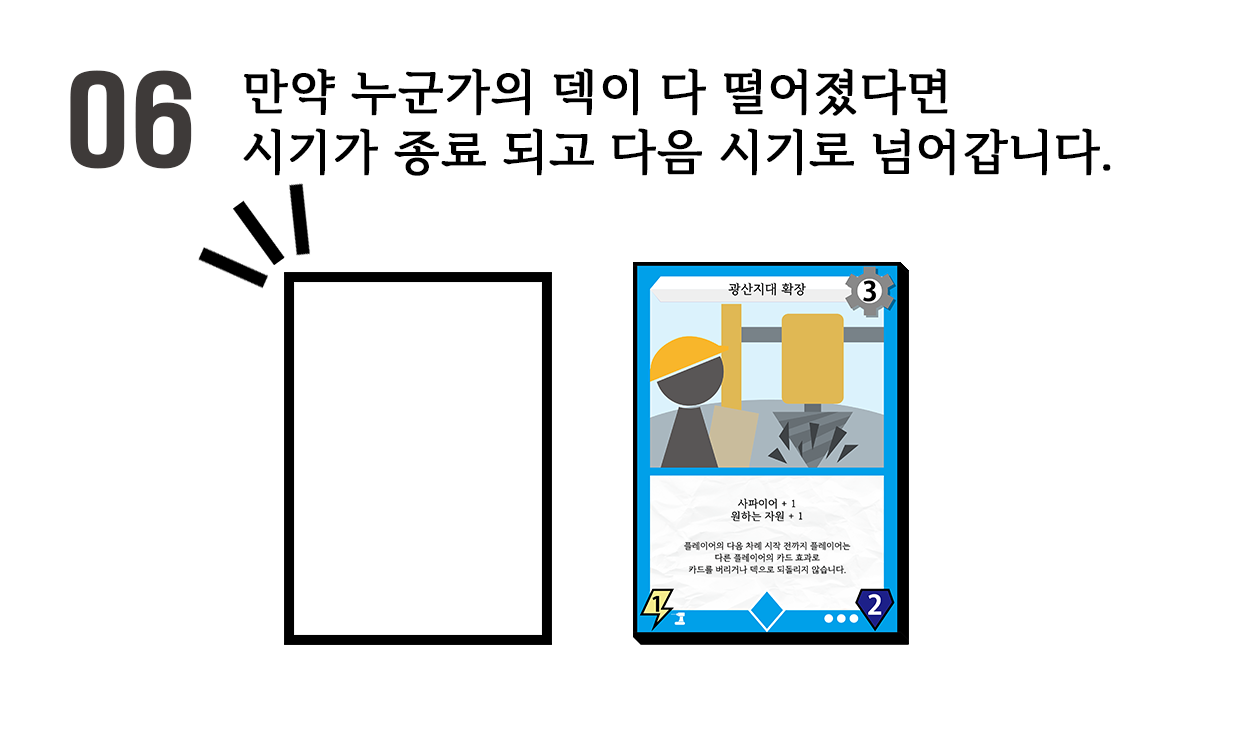 06
만약 누군가의 덱이 다 떨어졌다면
시기가 종료 되고 다음 시기로 넘어갑니다.
광산지대 확장
3
사파이어 + 1
원하는 자원 + 1
플레이어의 다음 차례 시작 전까지 플레이어는
다른 플레이어의 카드 효과로
카드를 버리거나 덱으로 되돌리지 않습니다.
1
2